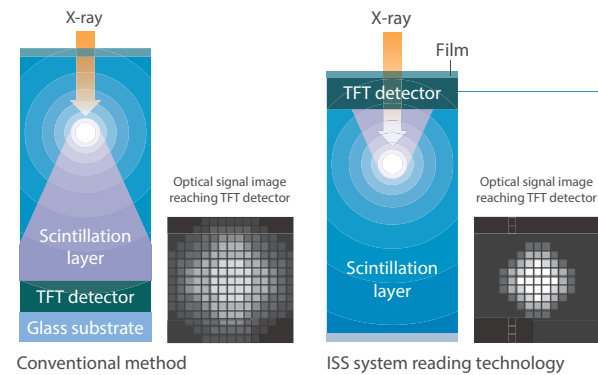 X-ray
Optical signal image
reaching TFT detector
Scintillation
layer
TFT detector
Glass substrate
Conventional method
X-ray
Film
TFT detector
Optical signal image
reaching TFT detector
Scintillation
layer
ISS system reading technology